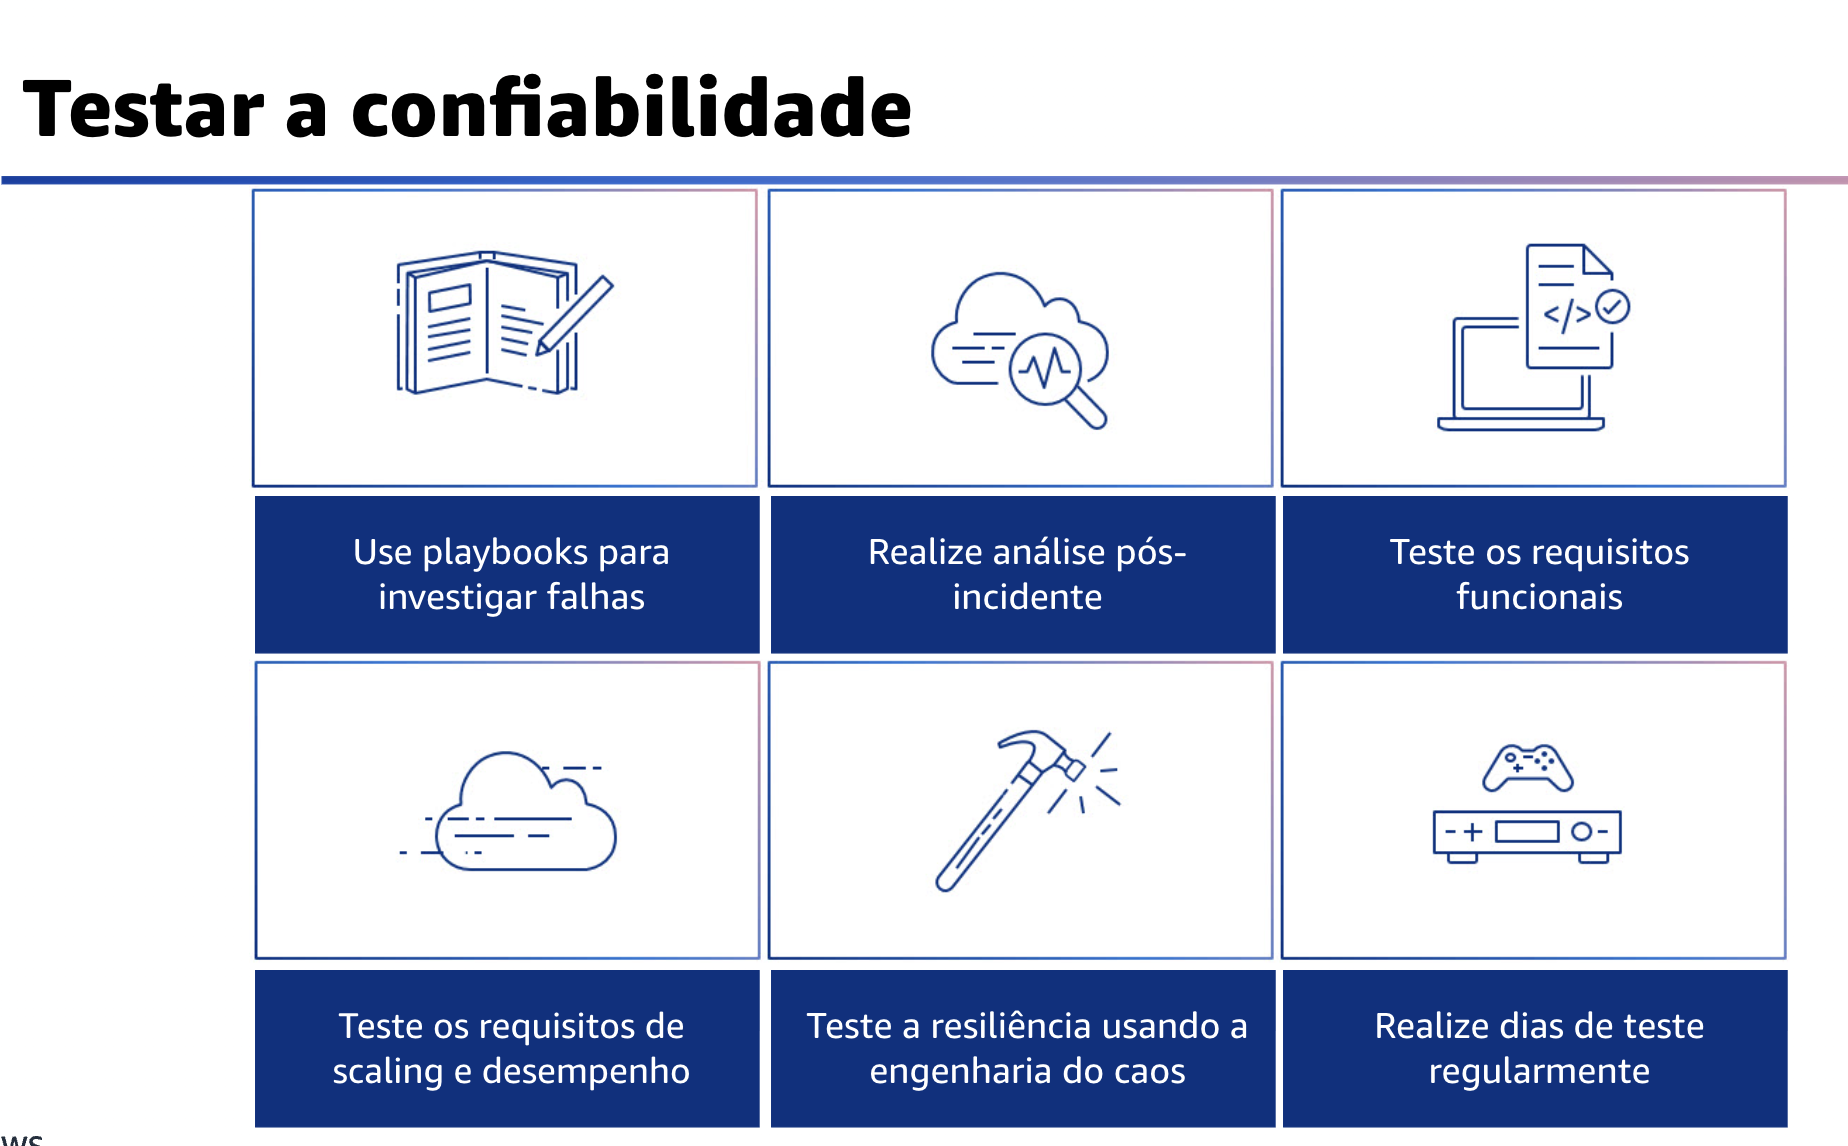 Testar a confiabilidade
Use playbooks para
investigar falhas
Realize análise pós-
incidente
Teste os requisitos
funcionais
</>
Teste os requisitos de
scaling e desempenho
Teste a resiliência usando a
engenharia do caos
Realize dias de teste
regularmente